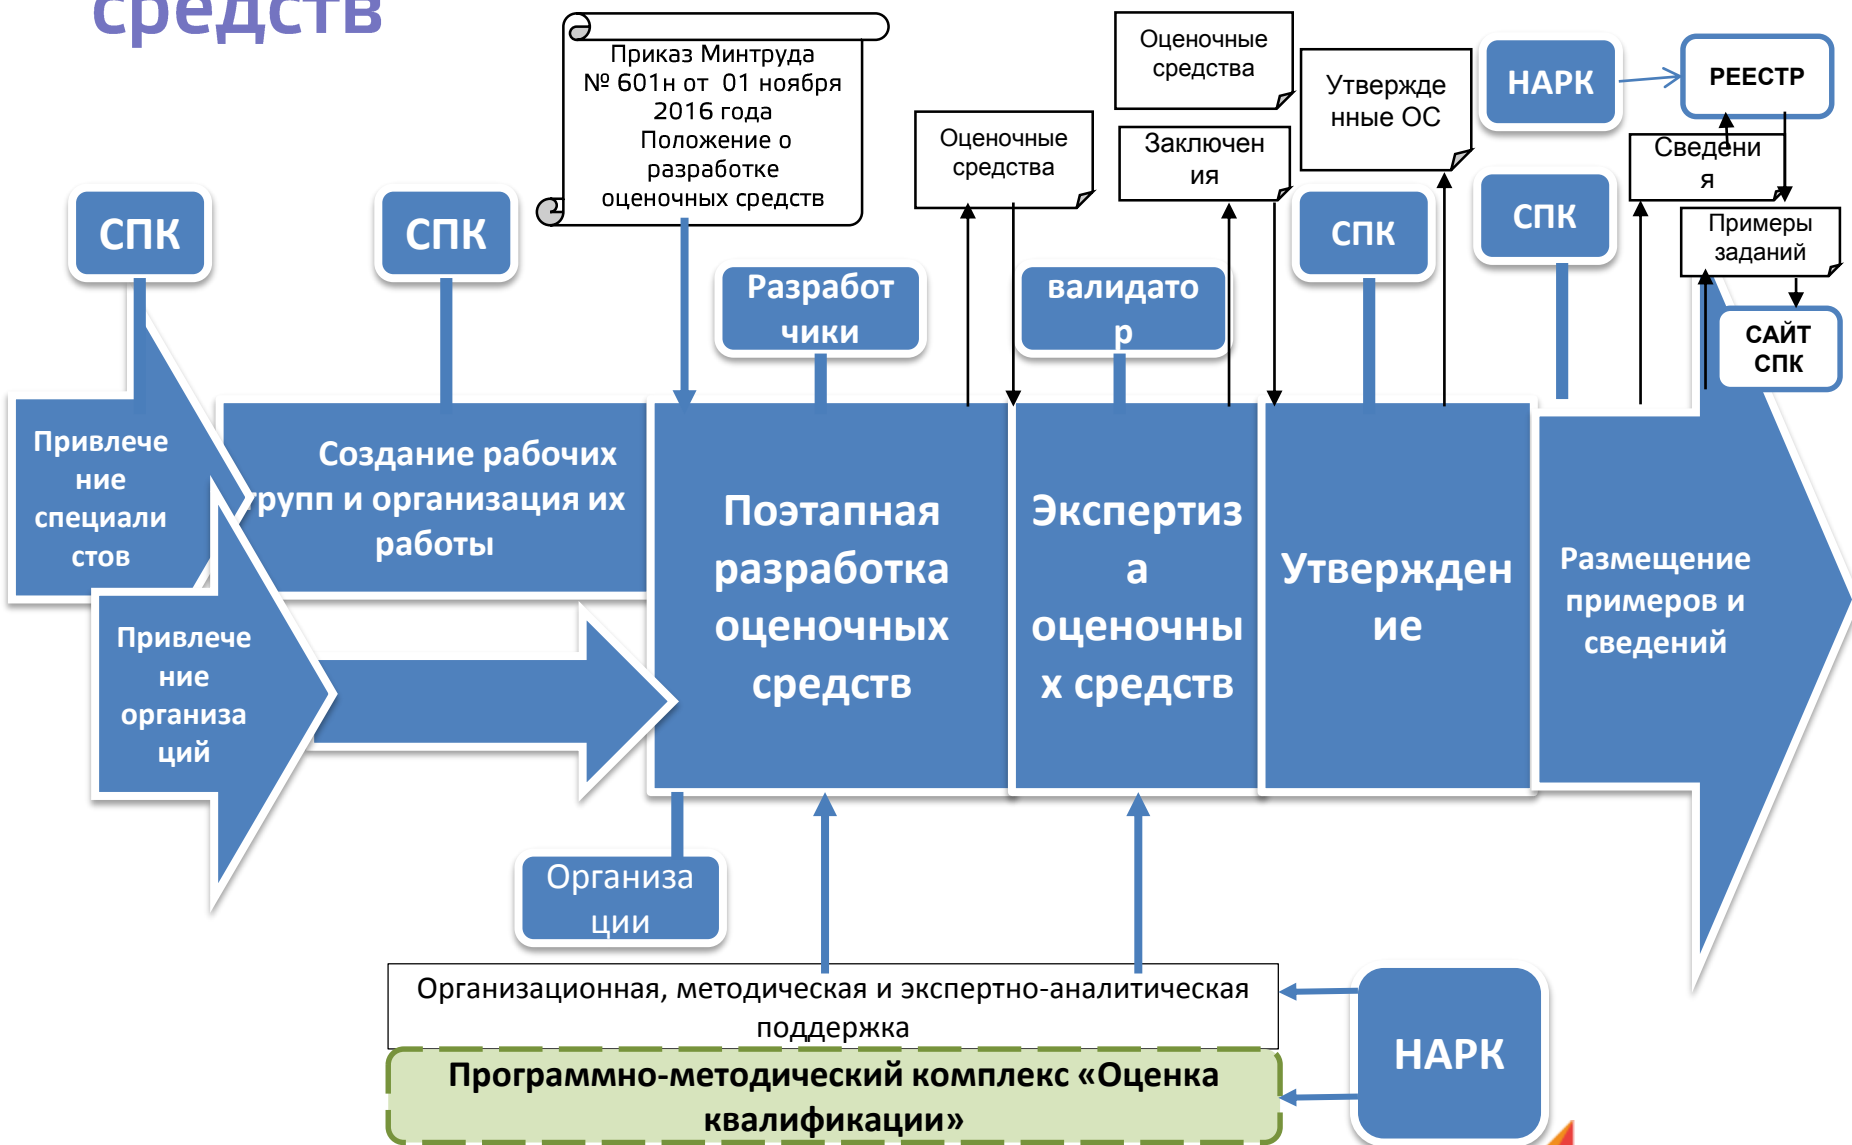 средств
Приказ Минтруда
№ 601н от 01 ноября
2016 года
Положение о
разработке
оценочных средств
Оценочные
средства
Оценочные
средства
Заключен
ия
Утвержде
нные ОС
НАРК
РЕЕСТР
Сведени
я
Примеры
заданий
САЙТ
СПК
СПК
СПК
Разработ
чики
валидато
р
СПК
СПК
Привлече
ние
специали
стов
Создание рабочих
групп и организация их
работы
Привлече
ние
организа
ций
Поэтапная
разработка
оценочных
средств
Экспертиз
а
оценочны
х средств
Утвержден
ие
Размещение
примеров и
сведений
Организа
ции
Организационная, методическая и экспертно-аналитическая
поддержка
Программно-методический комплекс «Оценка
квалификации»
НАРК